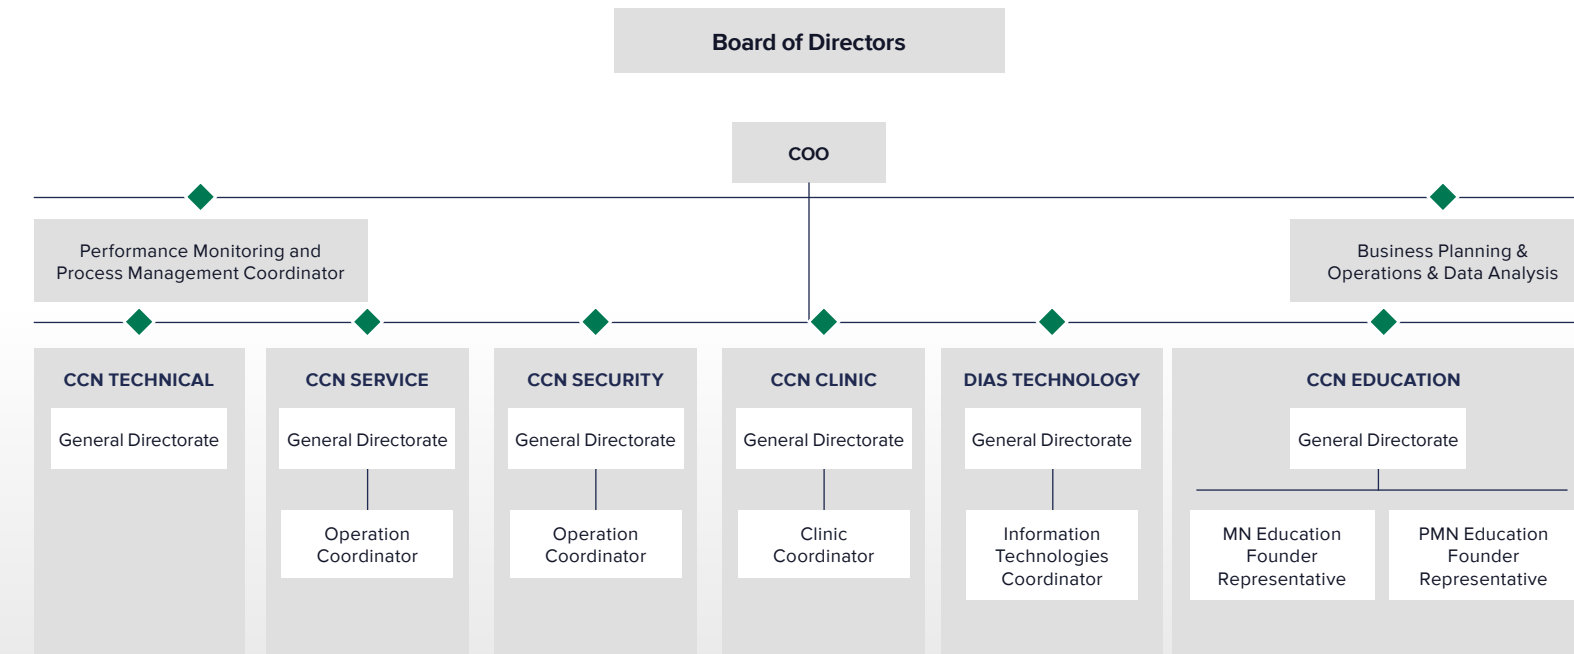 Board of Directors
COO
Performance Monitoring and
Process Management Coordinator
Business Planning &
Operations & Data Analysis
CCN TECHNICAL
General Directorate
CCN SERVICE
General Directorate
Operation
Coordinator
CCN SECURITY
General Directorate
Operation
Coordinator
CCN CLINIC
General Directorate
Clinic
Coordinator
DIAS TECHNOLOGY
General Directorate
Information
Technologies
Coordinator
CCN EDUCATION
General Directorate
MN Education
Founder
Representative
PMN Education
Founder
Representative